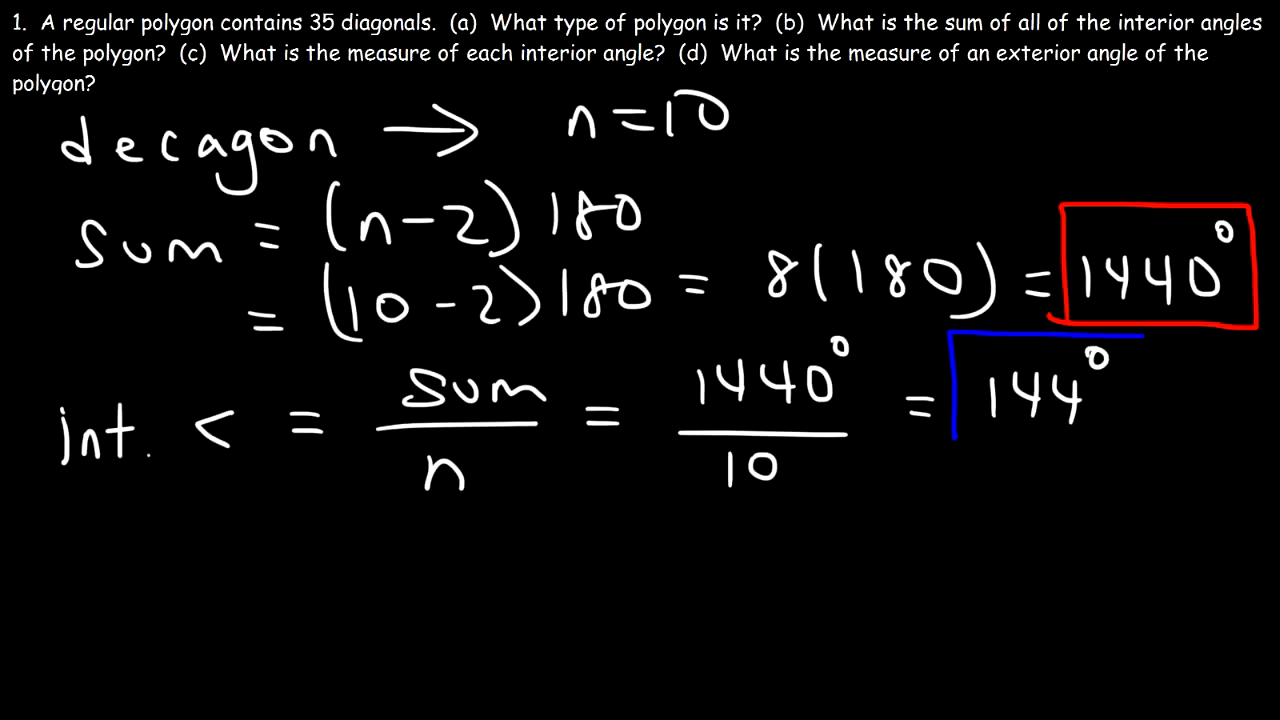 1. A regular polygon contains 35 diagonals. (a) What type of polygon is it? (b) What is the sum of all of the interior angles
of the polygon? (c) What is the measure of each interior angle? (d) What is the measure of an exterior angle of the
polygon?
decagon → n = 10
sum = (n - 2) 180
= (10 - 2) 180 = 8(180) = 1440°
int. < = sum/n = 1440°/10 = 144°